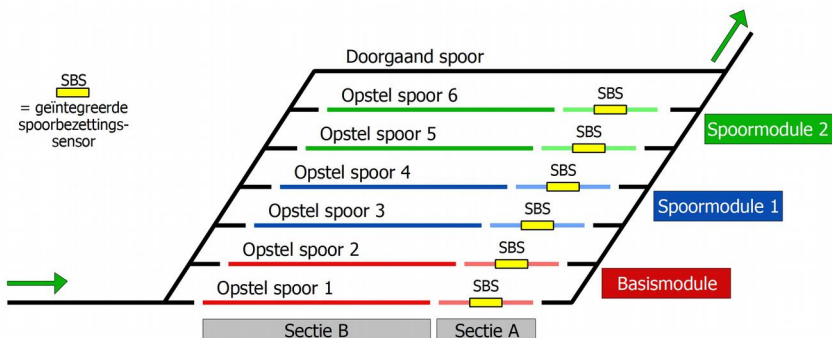 Doorgaand spoor
SBS
= geïntegreerde
spoorbezettings-
sensor
Opstel spoor 6
SBS
Opstel spoor 5
SBS
Spoormodule 2
Opstel spoor 4
SBS
Opstel spoor 3
SBS
Spoormodule 1
Opstel spoor 2
SBS
Opstel spoor 1
SBS
Basismodule
Sectie B
Sectie A